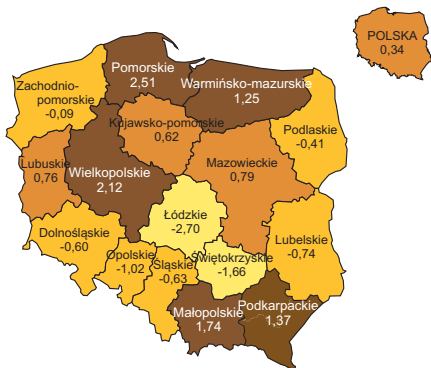 POLSKA
0,34
Pomorskie
2,51
Warmińsko-mazurskie
1,25
Zachodnio-
pomorskie
-0,09
Kujawsko-pomorskie
0,62
Podlaskie
-0,41
Lubuskie
0,76
Wielkopolskie
2,12
Mazowieckie
0,79
Łódzkie
-2,70
Dolnośląskie
-0,60
Lubelskie
-0,74
Opolskie
-1,02
Śląskie
-0,63
Świętokrzyskie
-1,66
Małopolskie
1,74
Podkarpackie
1,37